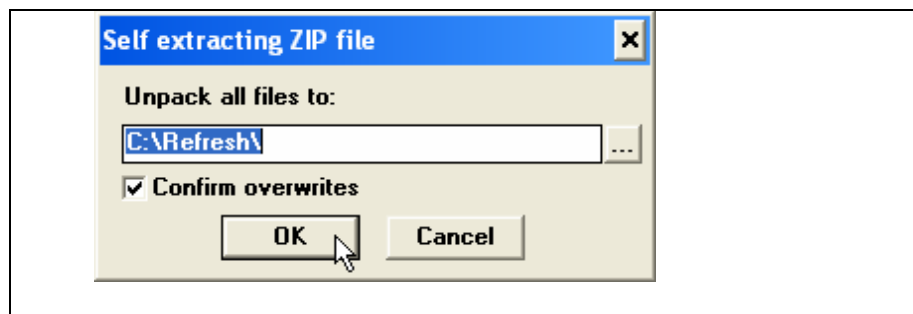 Self extracting ZIP file
Unpack all files to:
C:\Refresh\
...
Confirm overwrites
OK Cancel